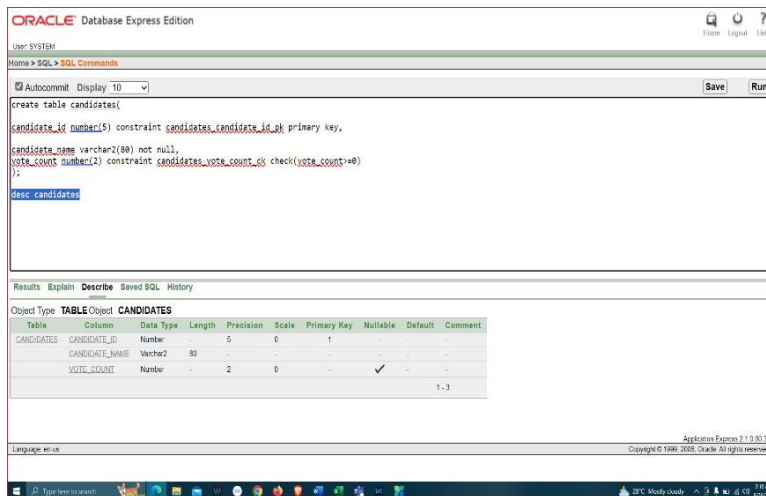 ORACLE Database Express Edition
Home Logout
User: SYSTEM
Home > SQL > SQL Commands
Autocommit Display 10
Save Run
create table candidates(
candidate_id number(5) constraint candidates_candidate_id_pk primary key,
candidate_name varchar2(80) not null,
vote_count number(2) constraint candidates_vote_count_ck check(vote_count>=0)
);
desc candidates
Results Explain Describe Saved SQL History
Object Type TABLE Object CANDIDATES
Table Column Data Type Length Precision Scale Primary Key Nullable Default Comment
CANDIDATES CANDIDATE_ID Number - 5 0 1 - - -
CANDIDATE_NAME Varchar2 80 - - - - - -
VOTE_COUNT Number - 2 0 - ✓ - -
1 - 3
Application Express 2.1.0.00.3
Language: en-us
Copyright © 1999, 2006, Oracle. All rights reserve
Type here to search
28°C Mostly cloudy